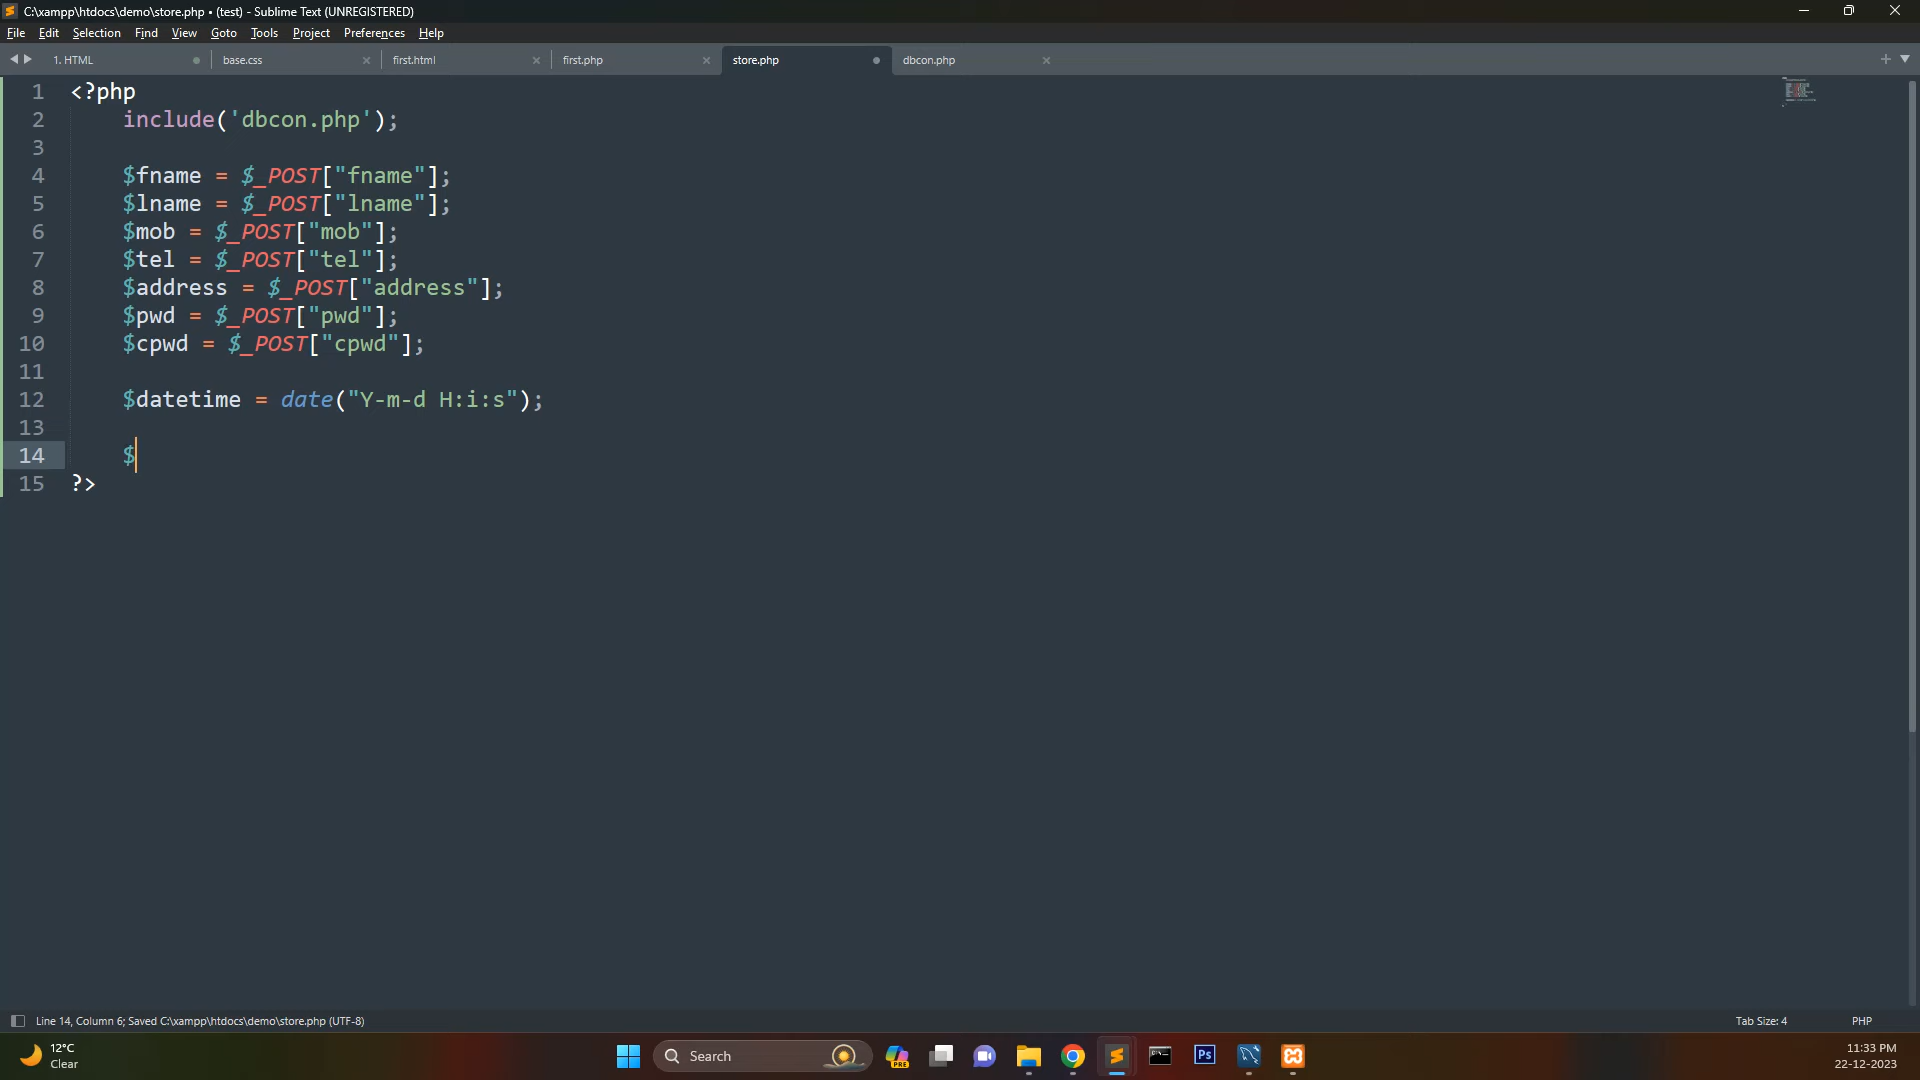 C:\xampp\htdocs\demo\store.php • (test) - Sublime Text (UNREGISTERED)
File Edit Selection Find View Goto Tools Project Preferences Help
1. HTML base.css first.html first.php store.php dbcon.php
1 <?php
2 include('dbcon.php');
3
4 $fname = $_POST["fname"];
5 $lname = $_POST["lname"];
6 $mob = $_POST["mob"];
7 $tel = $_POST["tel"];
8 $address = $_POST["address"];
9 $pwd = $_POST["pwd"];
10 $cpwd = $_POST["cpwd"];
11
12 $datetime = date("Y-m-d H:i:s");
13
14 $
15 ?>
Line 14, Column 6; Saved C:\xampp\htdocs\demo\store.php (UTF-8) Tab Size: 4 PHP
12°C
Clear
Search
PRE
Ps
11:33 PM
22-12-2023